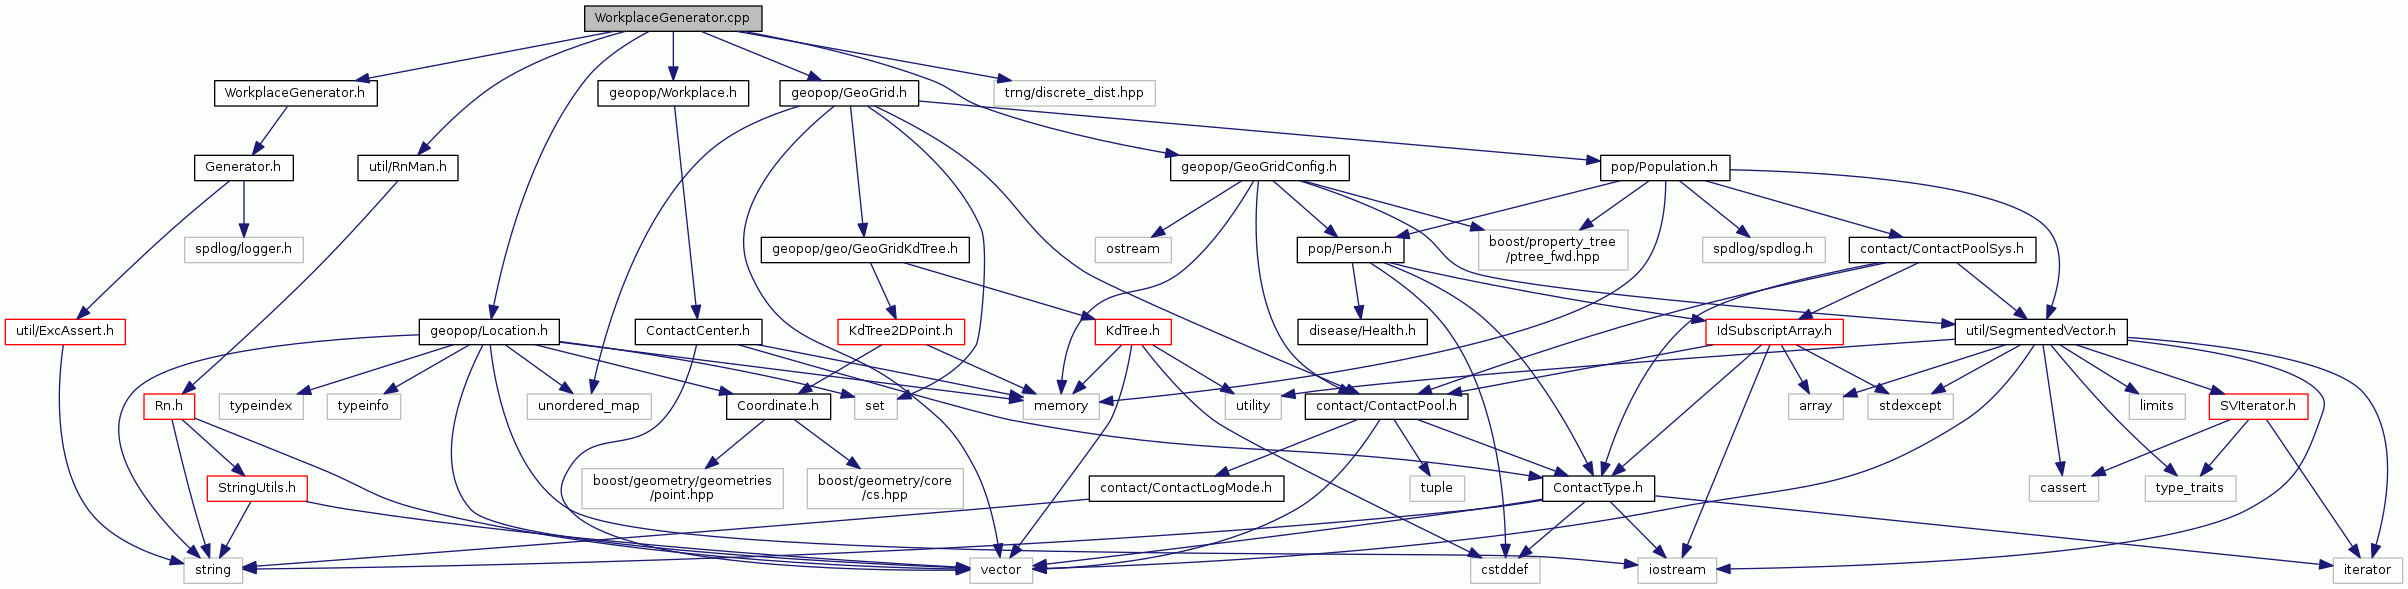 WorkplaceGenerator.cpp
WorkplaceGenerator.h
geopop/Workplace.h
geopop/GeoGrid.h
trng/discrete_dist.hpp
Generator.h
util/RnMan.h
geopop/GeoGridConfig.h
pop/Population.h
spdlog/logger.h
geopop/geo/GeoGridKdTree.h
ostream
pop/Person.h
boost/property_tree
/ptree_fwd.hpp
spdlog/spdlog.h
contact/ContactPoolSys.h
util/ExcAssert.h
geopop/Location.h
ContactCenter.h
KdTree2DPoint.h
KdTree.h
disease/Health.h
IdSubscriptArray.h
util/SegmentedVector.h
Rn.h
typeindex
typeinfo
unordered_map
Coordinate.h
set
memory
utility
contact/ContactPool.h
array
stdexcept
limits
SVIterator.h
StringUtils.h
boost/geometry/geometries
/point.hpp
boost/geometry/core
/cs.hpp
contact/ContactLogMode.h
tuple
ContactType.h
cassert
type_traits
string
vector
cstddef
iostream
iterator